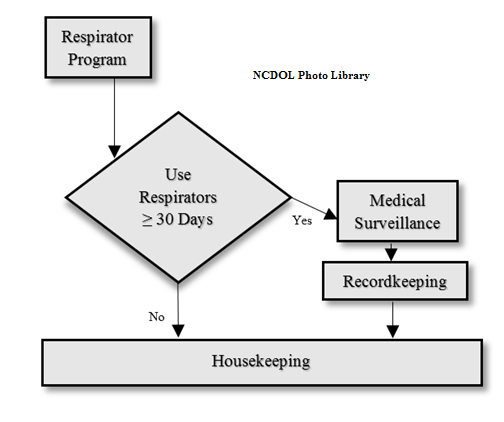 Respirator
Program
NCDOL Photo Library
Use
Respirators
≥ 30 Days
Yes
Medical
Surveillance
Recordkeeping
No
Housekeeping